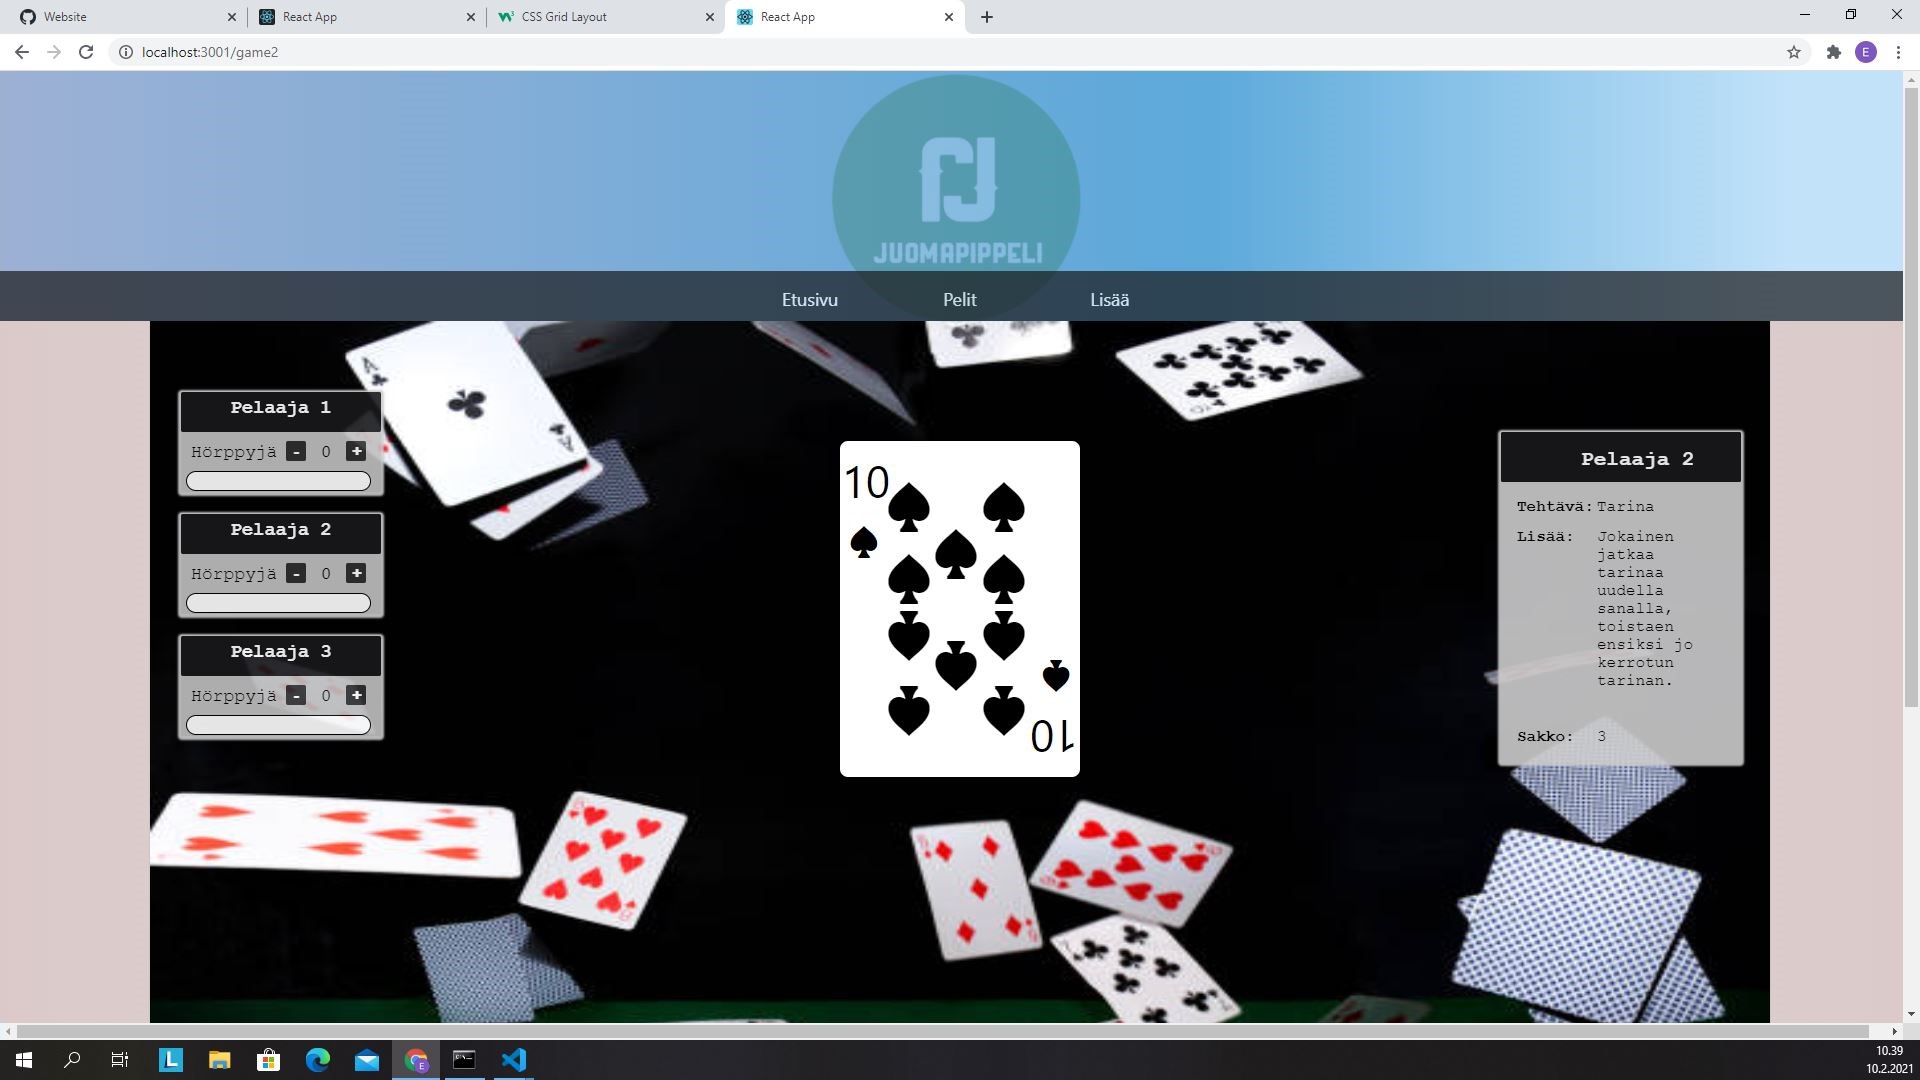 Website
React App
CSS Grid Layout
React App
localhost:3001/game2
E
JUOMAPIPPELI
Etusivu
Pelit
Lisää
Pelaaja 1
Hörppyjä - 0 +
Pelaaja 2
Hörppyjä - 0 +
Pelaaja 3
Hörppyjä - 0 +
10
10
Pelaaja 2
Tehtävä: Tarina
Lisää: Jokainen
jatkaa
tarinaa
uudella
sanalla,
toistaen
ensiksi jo
kerrotun
tarinan.
Sakko: 3
A
A
L
E
10.39
10.2.2021